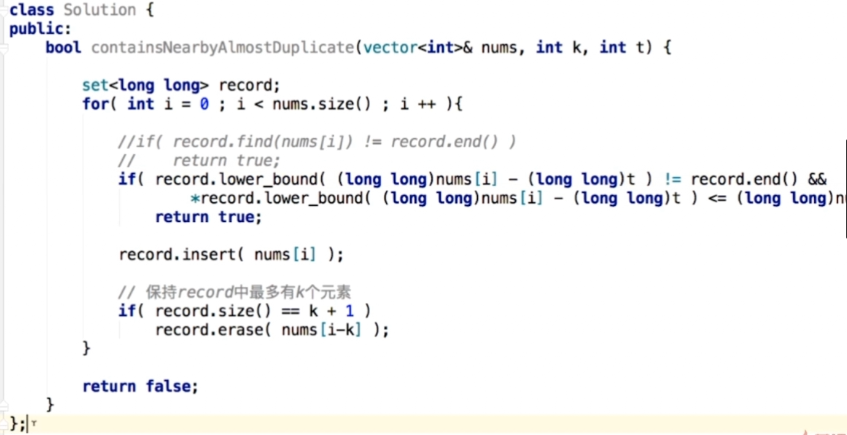 class Solution {
public:
    bool containsNearbyAlmostDuplicate(vector<int>& nums, int k, int t) {
        set<long long> record;
        for( int i = 0 ; i < nums.size() ; i ++ ){
            //if( record.find(nums[i]) != record.end() )
            //    return true;
            if( record.lower_bound( (long long)nums[i] - (long long)t ) != record.end() &&
                    *record.lower_bound( (long long)nums[i] - (long long)t ) <= (long long)n
                return true;
            record.insert( nums[i] );
            // 保持record中最多有k个元素
            if( record.size() == k + 1 )
                record.erase( nums[i-k] );
        }
        return false;
    }
};